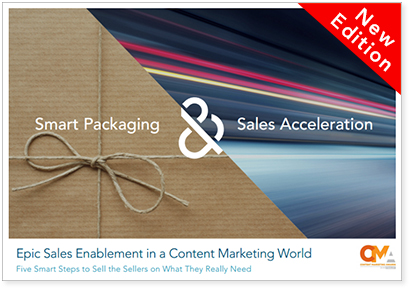 New
Edition
Smart Packaging & Sales Acceleration
Epic Sales Enablement in a Content Marketing World
Five Smart Steps to Sell the Sellers on What They Really Need
CMA